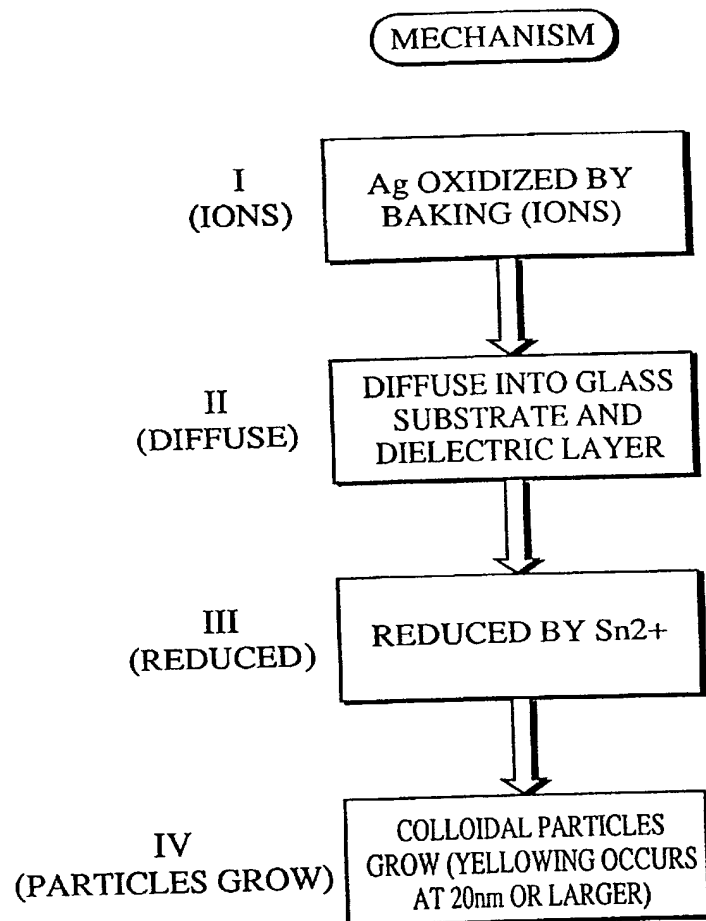 MECHANISM
I
(IONS)
Ag OXIDIZED BY
BAKING (IONS)
II
(DIFFUSE)
DIFFUSE INTO GLASS
SUBSTRATE AND
DIELECTRIC LAYER
III
(REDUCED)
REDUCED BY Sn2+
IV
(PARTICLES GROW)
COLLOIDAL PARTICLES
GROW (YELLOWING OCCURS
AT 20nm OR LARGER)